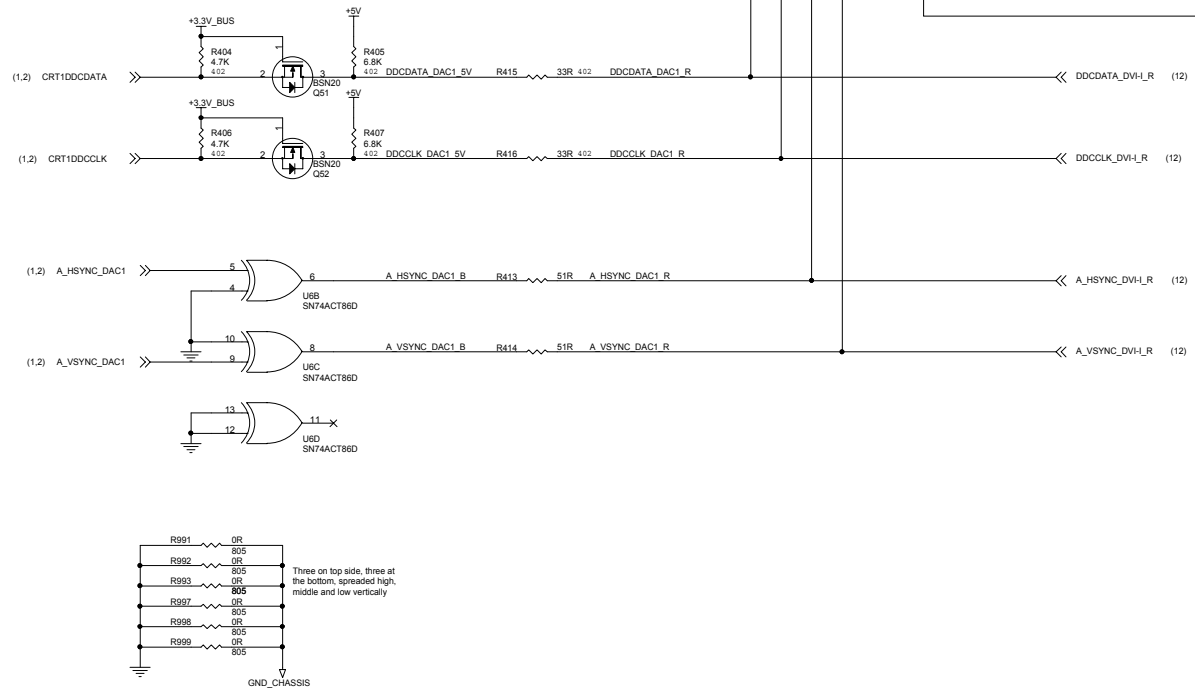 +3.3V_BUS
+5V
R404
4.7K
402
1
2
3
BSN20
Q51
R405
6.8K
402
(1,2) CRT1DDCDATA
DDCDATA_DAC1_5V
R415
33R 402
DDCDATA_DAC1_R
DDCDATA_DVI-I_R (12)
+3.3V_BUS
+5V
R406
4.7K
402
1
2
3
BSN20
Q52
R407
6.8K
402
(1,2) CRT1DDCCLK
DDCCLK_DAC1_5V
R416
33R 402
DDCCLK_DAC1_R
DDCCLK_DVI-I_R (12)
(1,2) A_HSYNC_DAC1
5
4
6
U6B
SN74ACT86D
A_HSYNC_DAC1_B
R413
51R
A_HSYNC_DAC1_R
A_HSYNC_DVI-I_R (12)
(1,2) A_VSYNC_DAC1
10
9
8
U6C
SN74ACT86D
A_VSYNC_DAC1_B
R414
51R
A_VSYNC_DAC1_R
A_VSYNC_DVI-I_R (12)
13
12
11
U6D
SN74ACT86D
R991 0R
805
R992 0R
805
R993 0R
805
R997 0R
805
R998 0R
805
R999 0R
805
Three on top side, three at
the bottom, spreaded high,
middle and low vertically
GND_CHASSIS